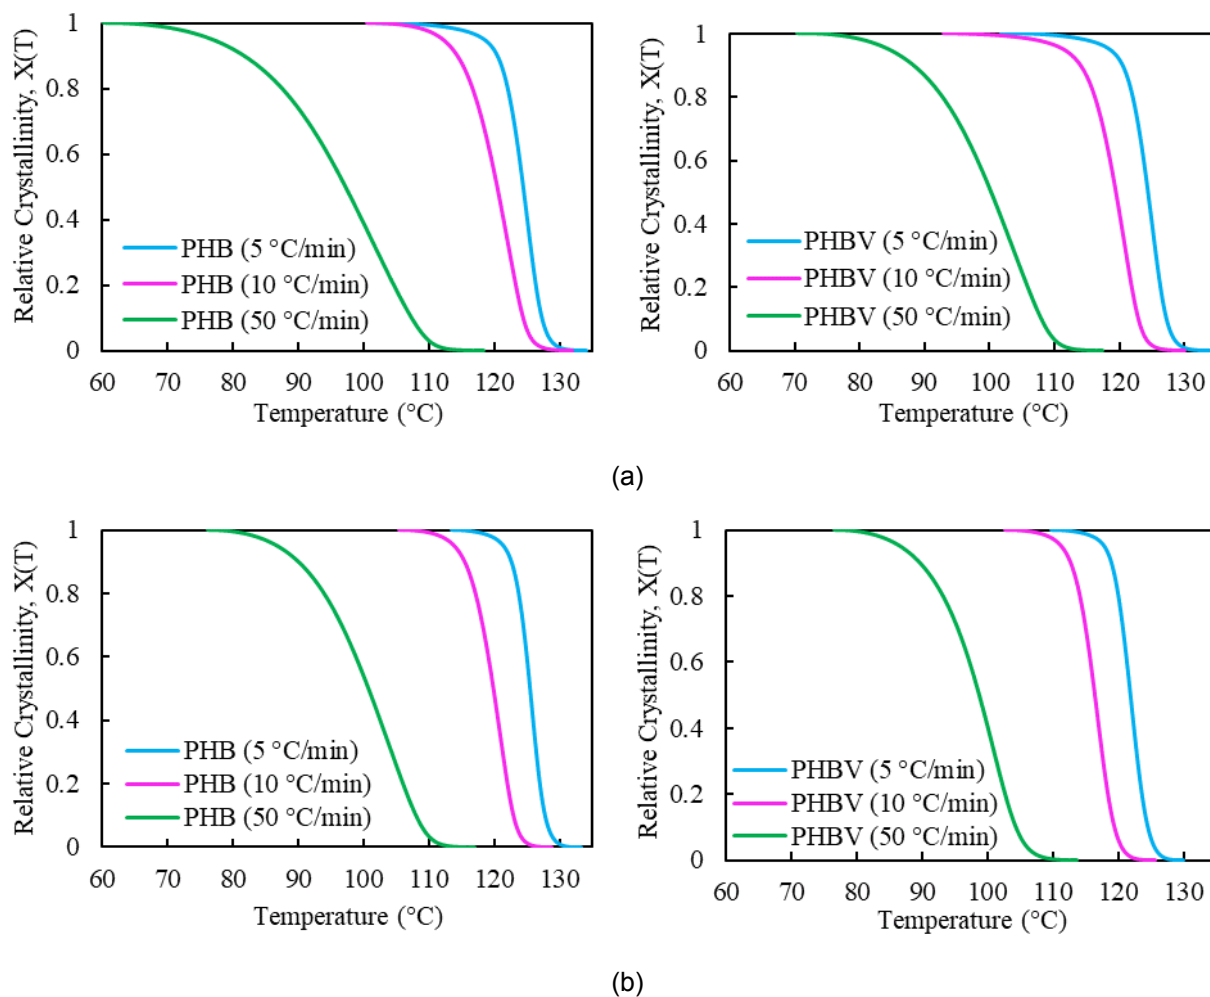 Relative Crystallinity, X(T)
1
0.8
0.6
0.4
0.2
0
PHB (5 °C/min)
PHB (10 °C/min)
PHB (50 °C/min)
60 70 80 90 100 110 120 130
Temperature (°C)
Relative Crystallinity, X(T)
1
0.8
0.6
0.4
0.2
0
PHBV (5 °C/min)
PHBV (10 °C/min)
PHBV (50 °C/min)
60 70 80 90 100 110 120 130
Temperature (°C)
(a)
Relative Crystallinity, X(T)
1
0.8
0.6
0.4
0.2
0
PHB (5 °C/min)
PHB (10 °C/min)
PHB (50 °C/min)
60 70 80 90 100 110 120 130
Temperature (°C)
Relative Crystallinity, X(T)
1
0.8
0.6
0.4
0.2
0
PHBV (5 °C/min)
PHBV (10 °C/min)
PHBV (50 °C/min)
60 70 80 90 100 110 120 130
Temperature (°C)
(b)